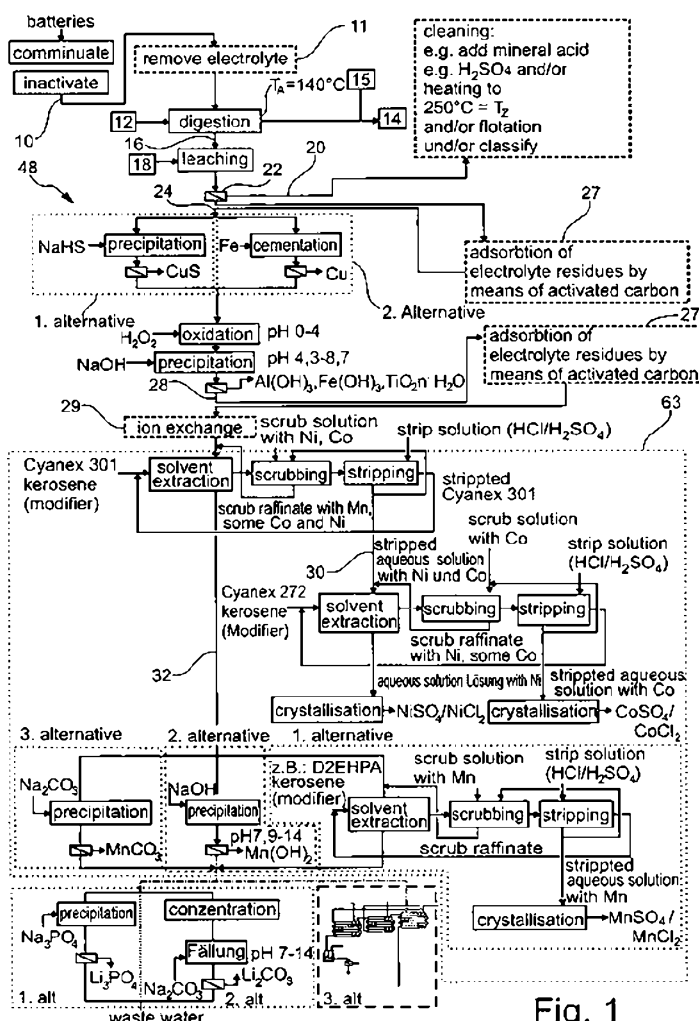 batteries
comminuate
inactivate
10
11
remove electrolyte
T_A=140°C
15
12
digestion
14
16
18
leaching
20
22
cleaning:
e.g. add mineral acid
e.g. H₂SO₄ and/or
heating to
250°C = T_Z
and/or flotation
und/or classify
48
24
NaHS
precipitation
CuS
Fe
cementation
Cu
1. alternative
2. Alternative
27
adsorbtion of
electrolyte residues by
means of activated carbon
H₂O₂
oxidation
pH 0-4
NaOH
precipitation
pH 4,3-8,7
28
Al(OH)₃,Fe(OH)₃,TiO₂n·H₂O
27
adsorbtion of
electrolyte residues by
means of activated carbon
29
ion exchange
63
scrub solution
with Ni, Co
strip solution (HCl/H₂SO₄)
Cyanex 301
kerosene
(modifier)
solvent
extraction
scrubbing
stripping
strippted
Cyanex 301
scrub raffinate with Mn,
some Co and Ni
30
stripped
aqueous solution
with Ni und Co
scrub solution
with Co
strip solution
(HCl/H₂SO₄)
Cyanex 272
kerosene
(Modifier)
solvent
extraction
scrubbing
stripping
scrub raffinate
with Ni, some Co
32
aqueous solution Lösung with Ni
strippted aqueous
solution with Co
crystallisation
NiSO₄/NiCl₂
crystallisation
CoSO₄/
CoCl₂
3. alternative
2. alternative
1. alternative
Na₂CO₃
precipitation
MnCO₃
NaOH
precipitation
pH7,9-14
Mn(OH)₂
z.B.: D2EHPA
kerosene
(modifier)
scrub solution
with Mn
strip solution
(HCl/H₂SO₄)
solvent
extraction
scrubbing
stripping
scrub raffinate
strippted
aqueous solution
with Mn
crystallisation
MnSO₄/
MnCl₂
precipitation
Na₃PO₄
Li₃PO₄
1. alt
conzentration
Fällung
pH 7-14
Na₂CO₃
Li₂CO₃
2. alt
3. alt
waste water
Fig. 1